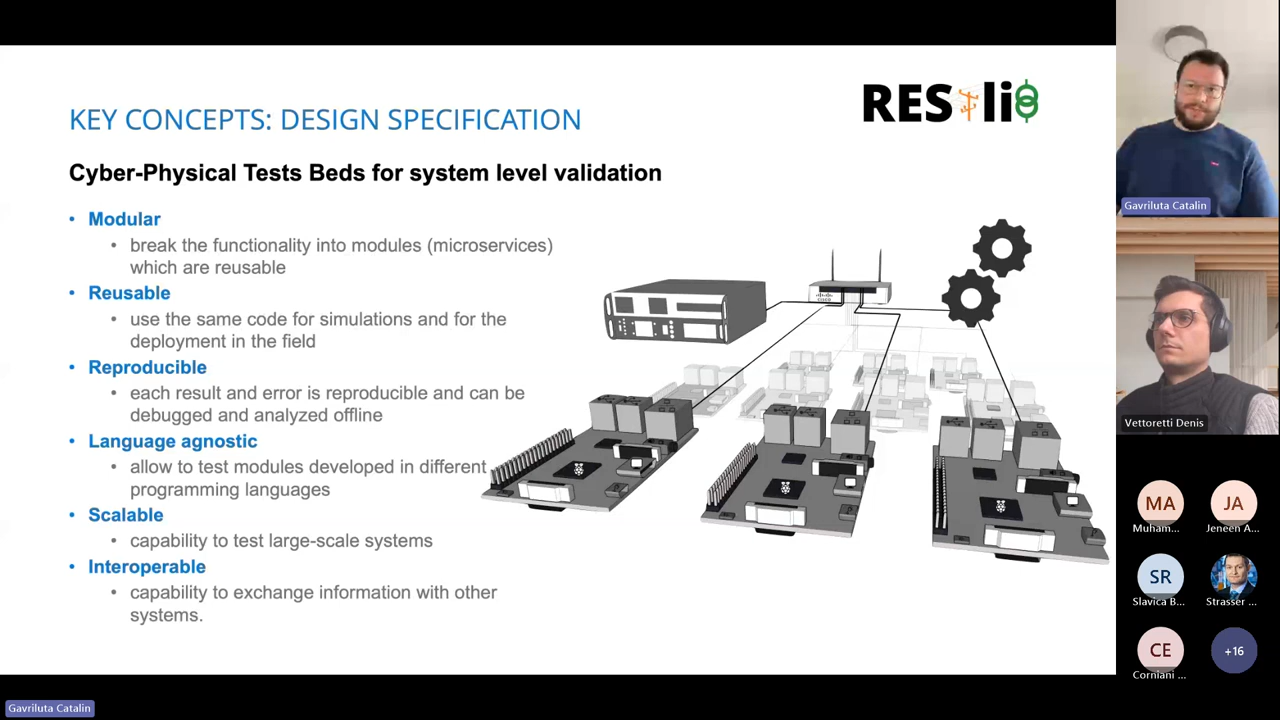 RES li
KEY CONCEPTS: DESIGN SPECIFICATION
Cyber-Physical Tests Beds for system level validation
• Modular
• break the functionality into modules (microservices)
which are reusable
• Reusable
• use the same code for simulations and for the
deployment in the field
• Reproducible
• each result and error is reproducible and can be
debugged and analyzed offline
• Language agnostic
• allow to test modules developed in different
programming languages
• Scalable
• capability to test large-scale systems
• Interoperable
• capability to exchange information with other
systems.
Gavriluta Catalin
Vettoretti Denis
MA
Muham...
JA
Jeneen A...
SR
Slavica B...
Strasser ...
CE
Corniani ...
+16
Gavriluta Catalin